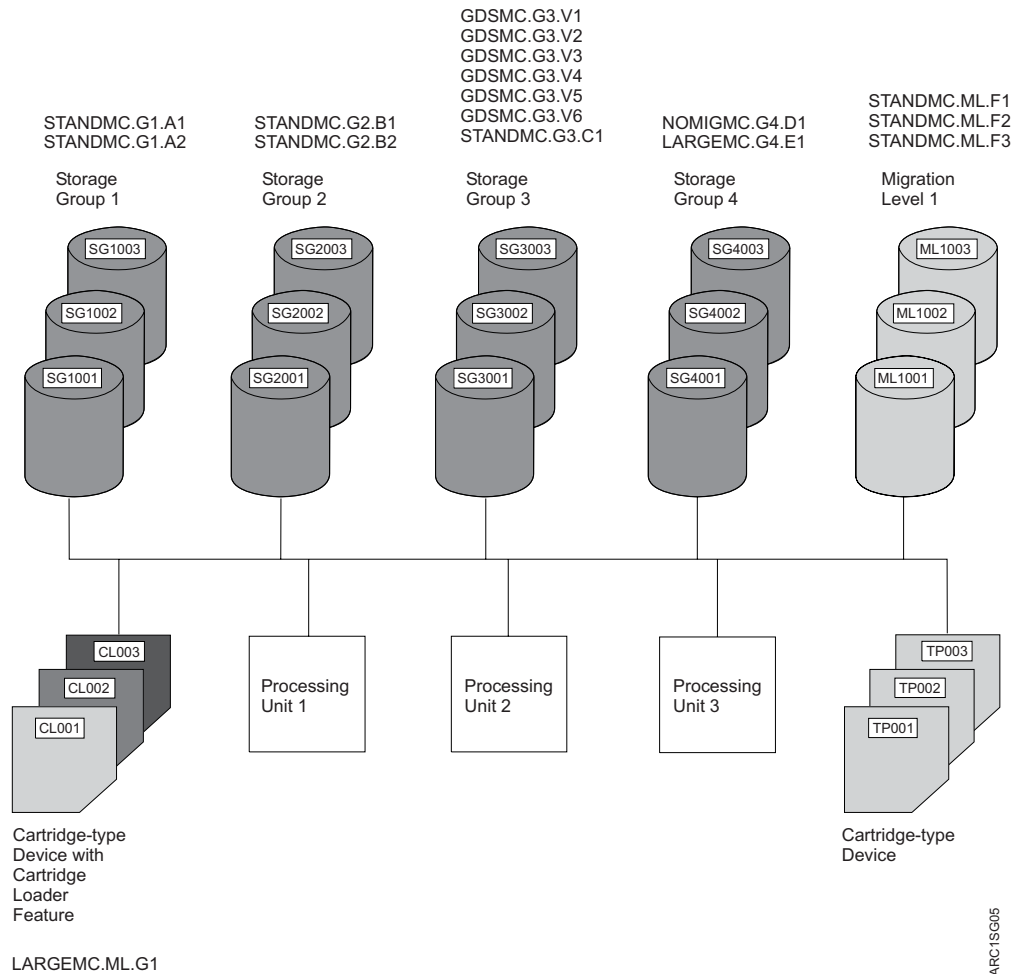 GDSMC.G3.V1
GDSMC.G3.V2
GDSMC.G3.V3
GDSMC.G3.V4
GDSMC.G3.V5
GDSMC.G3.V6
STANDMC.G3.C1
STANDMC.G1.A1
STANDMC.G1.A2
STANDMC.G2.B1
STANDMC.G2.B2
NOMIGMC.G4.D1
LARGEMC.G4.E1
STANDMC.ML.F1
STANDMC.ML.F2
STANDMC.ML.F3
Storage
Group 1
Storage
Group 2
Storage
Group 3
Storage
Group 4
Migration
Level 1
SG1003
SG1002
SG1001
SG2003
SG2002
SG2001
SG3003
SG3002
SG3001
SG4003
SG4002
SG4001
ML1003
ML1002
ML1001
CL003
CL002
CL001
Processing
Unit 1
Processing
Unit 2
Processing
Unit 3
TP003
TP002
TP001
Cartridge-type
Device with
Cartridge
Loader
Feature
Cartridge-type
Device
LARGEMC.ML.G1
ARC1SG05